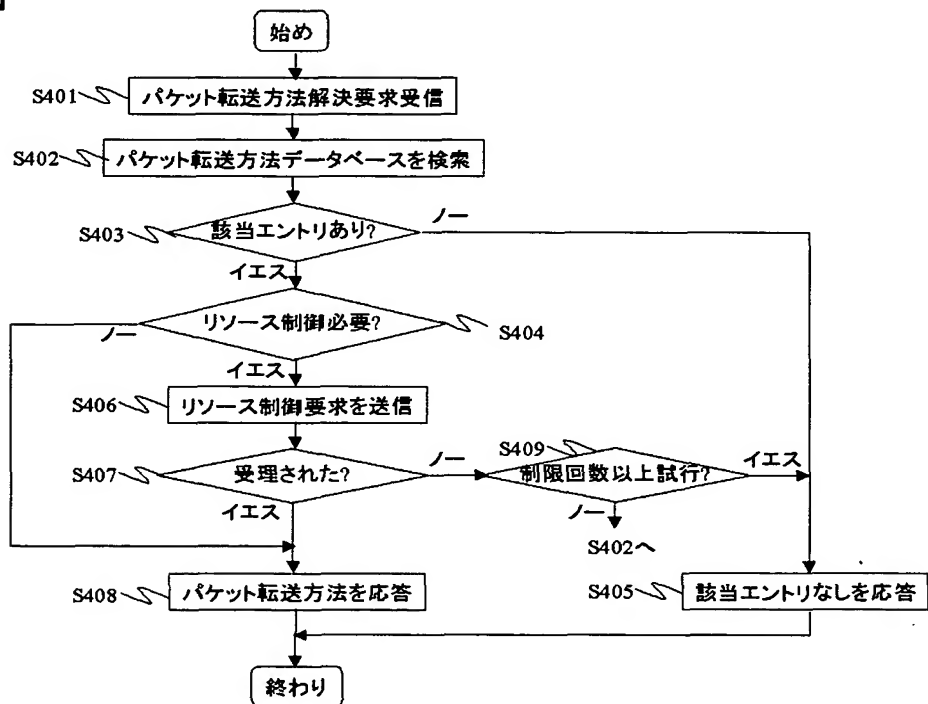 始め
S401 パケット転送方法解決要求受信
S402 パケット転送方法データベースを検索
S403 該当エントリあり? ノー
イエス
ノー リソース制御必要? S404
イエス
S406 リソース制御要求を送信
S409
S407 受理された? ノー 制限回数以上試行? イエス
イエス ノー
S402へ
S408 パケット転送方法を応答 S405 該当エントリなしを応答
終わり